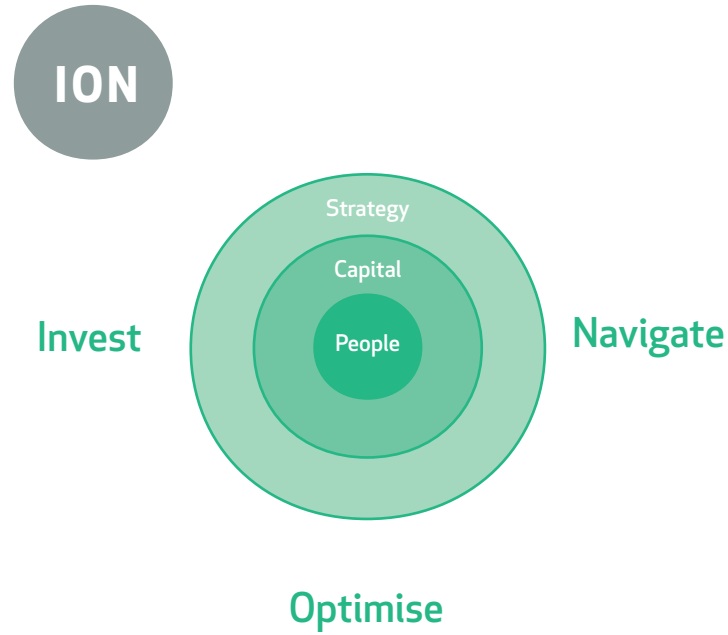 ION
Strategy
Capital
People
Invest
Navigate
Optimise